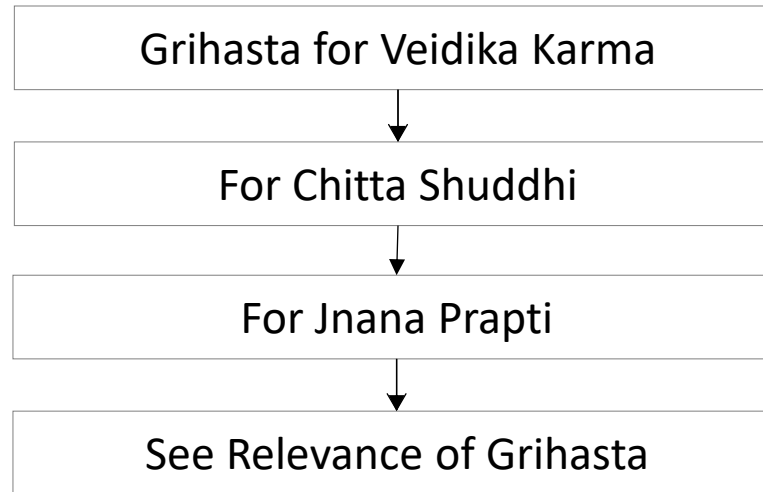 Grihasta for Veidika Karma
For Chitta Shuddhi
For Jnana Prapti
See Relevance of Grihasta